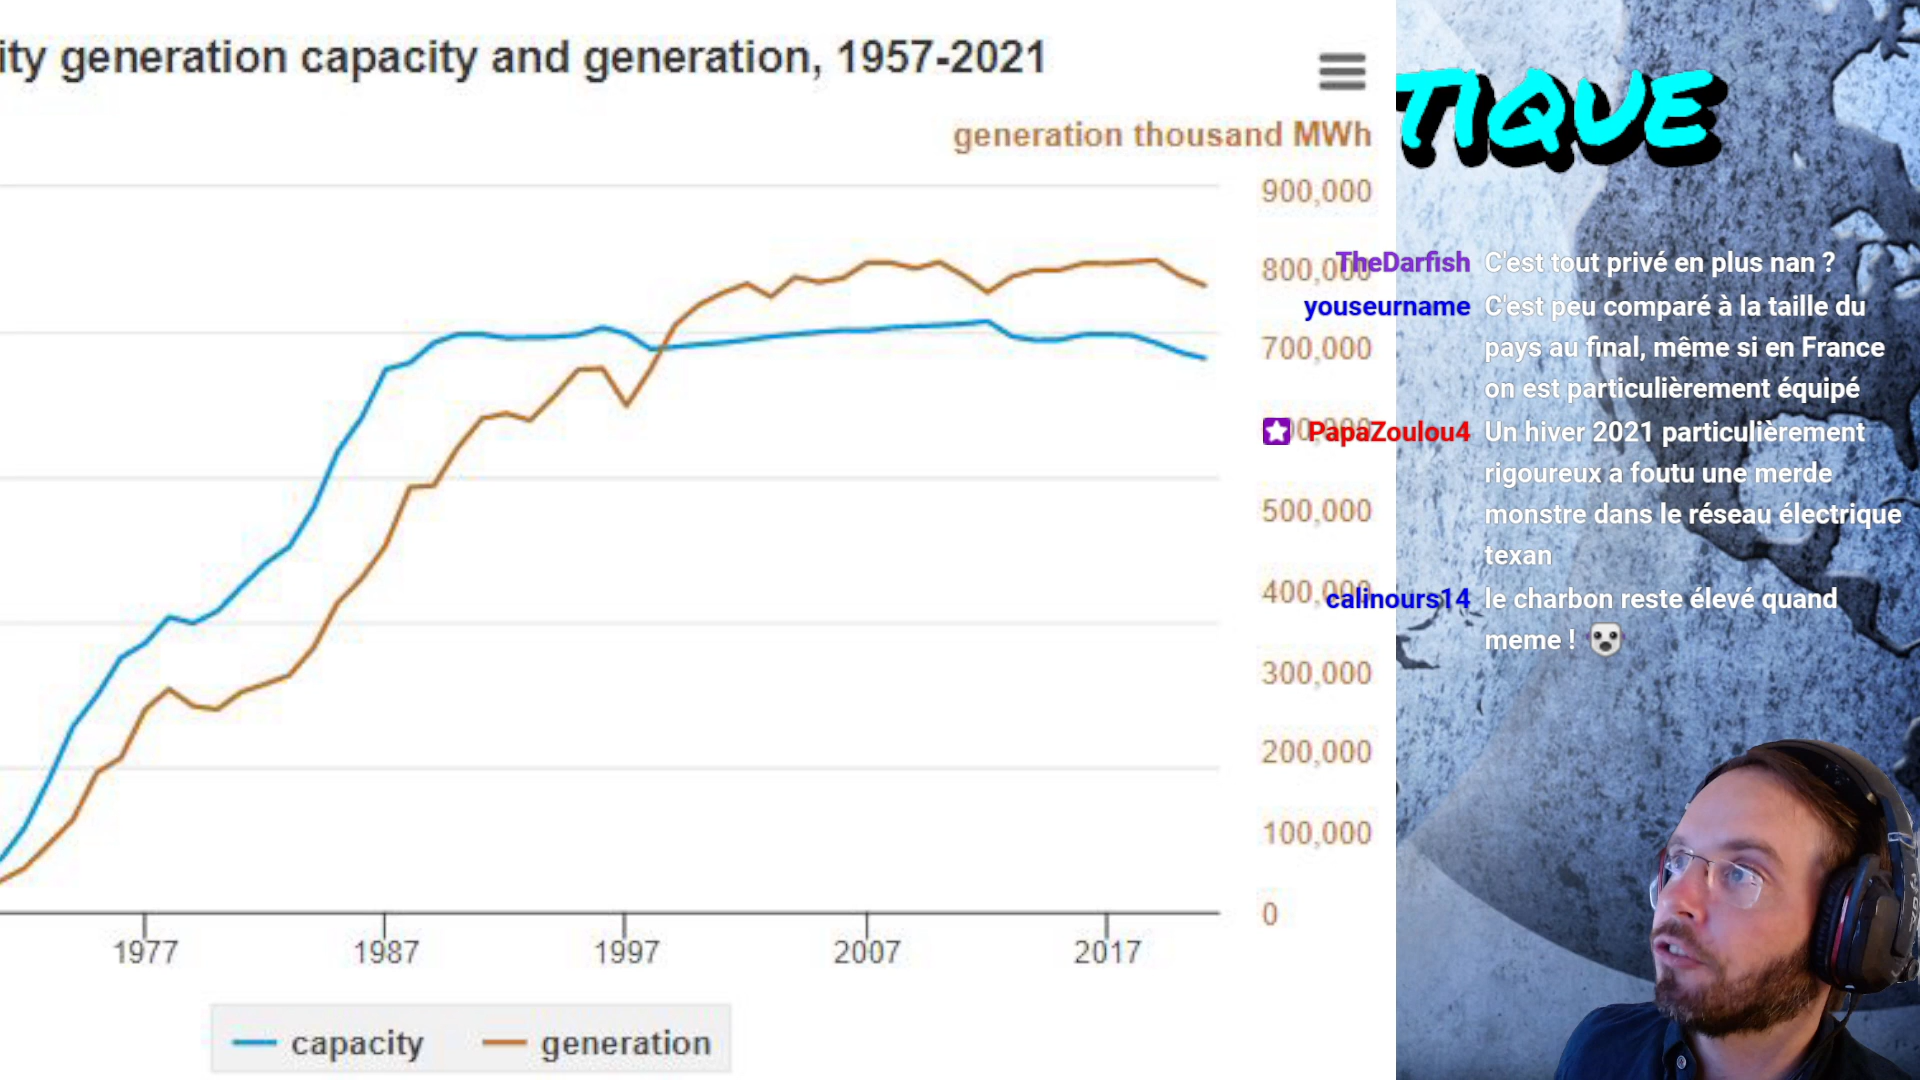 ity generation capacity and generation, 1957-2021
TIQUE
generation thousand MWh
900,000
800,000
700,000
500,000
400,000
300,000
200,000
100,000
0
1977 1987 1997 2007 2017
capacity generation
TheDarfish C'est tout privé en plus nan ?
youseurname C'est peu comparé à la taille du
pays au final, même si en France
on est particulièrement équipé
PapaZoulou4 Un hiver 2021 particulièrement
rigoureux a foutu une merde
monstre dans le réseau électrique
texan
calinours14 le charbon reste élevé quand
meme !